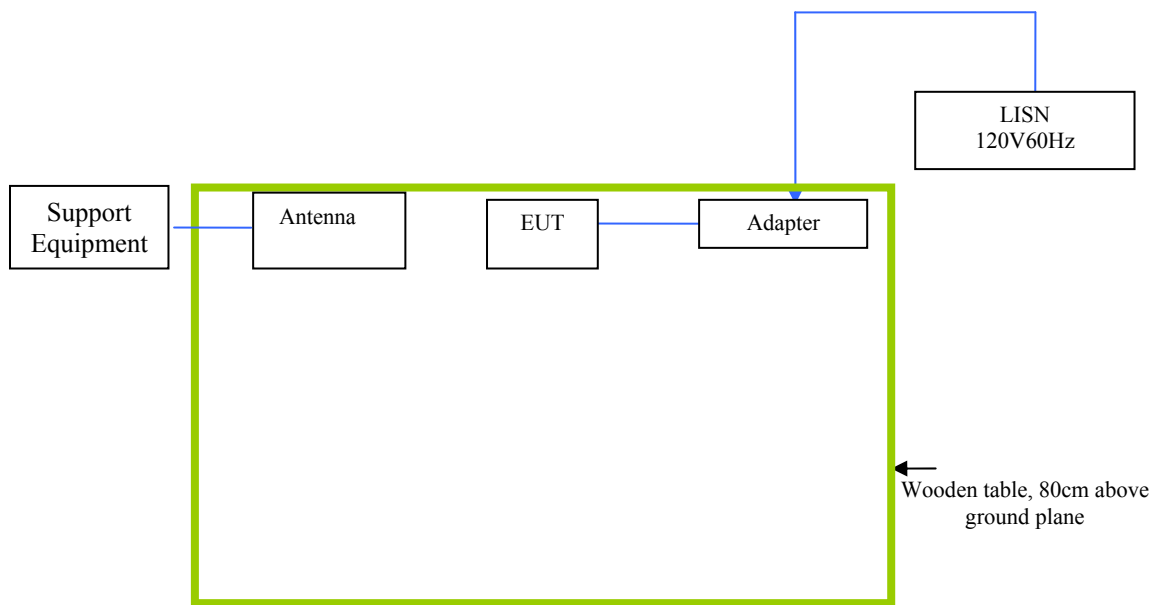 LISN
120V60Hz
Support
Equipment
Antenna
EUT
Adapter
Wooden table, 80cm above
ground plane